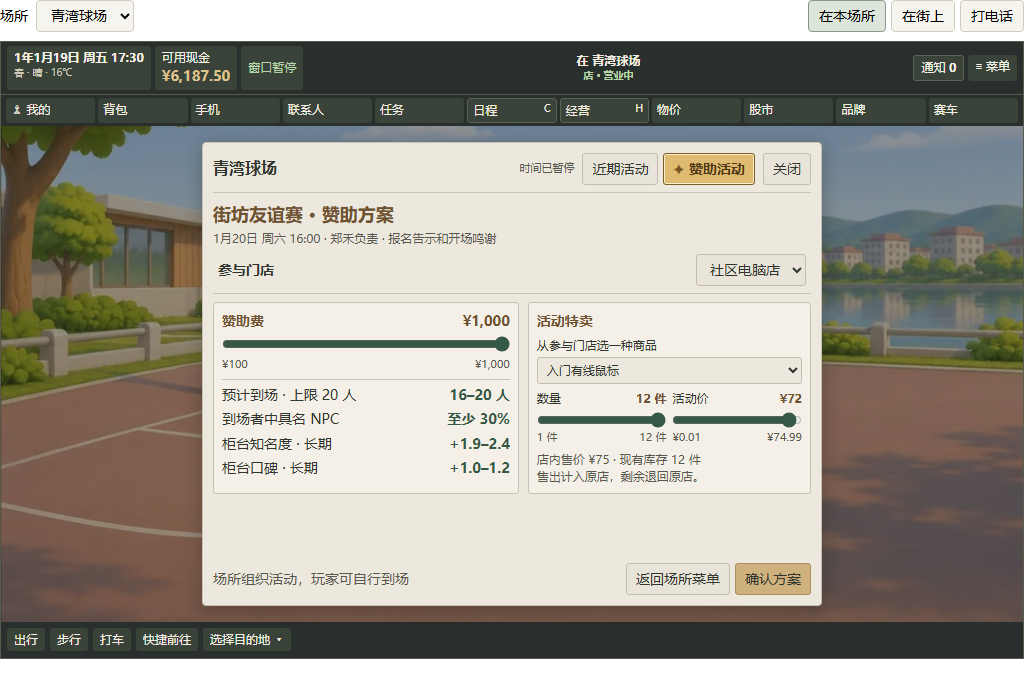 场所 青湾球场 在本场所 在街上 打电话
1年1月19日 周五 17:30
春 · 晴 · 16℃
可用现金
¥6,187.50
窗口暂停
在 青湾球场
店 · 营业中
通知 0 ≡ 菜单
我的 背包 手机 联系人 任务 日程 C 经营 H 物价 股市 品牌 赛车
青湾球场 时间已暂停 近期活动 ✦ 赞助活动 关闭
街坊友谊赛 · 赞助方案
1月20日 周六 16:00 · 郑禾负责 · 报名告示和开场鸣谢
参与门店 社区电脑店
赞助费 ¥1,000
¥100 ¥1,000
预计到场 · 上限 20 人 16–20 人
到场者中具名 NPC 至少 30%
柜台知名度 · 长期 +1.9–2.4
柜台口碑 · 长期 +1.0–1.2
活动特卖
从参与门店选一种商品
入门有线鼠标
数量 12 件 活动价 ¥72
1 件 12 件 ¥0.01 ¥74.99
店内售价 ¥75 · 现有库存 12 件
售出计入原店，剩余退回原店。
场所组织活动，玩家可自行到场 返回场所菜单 确认方案
出行 步行 打车 快捷前往 选择目的地